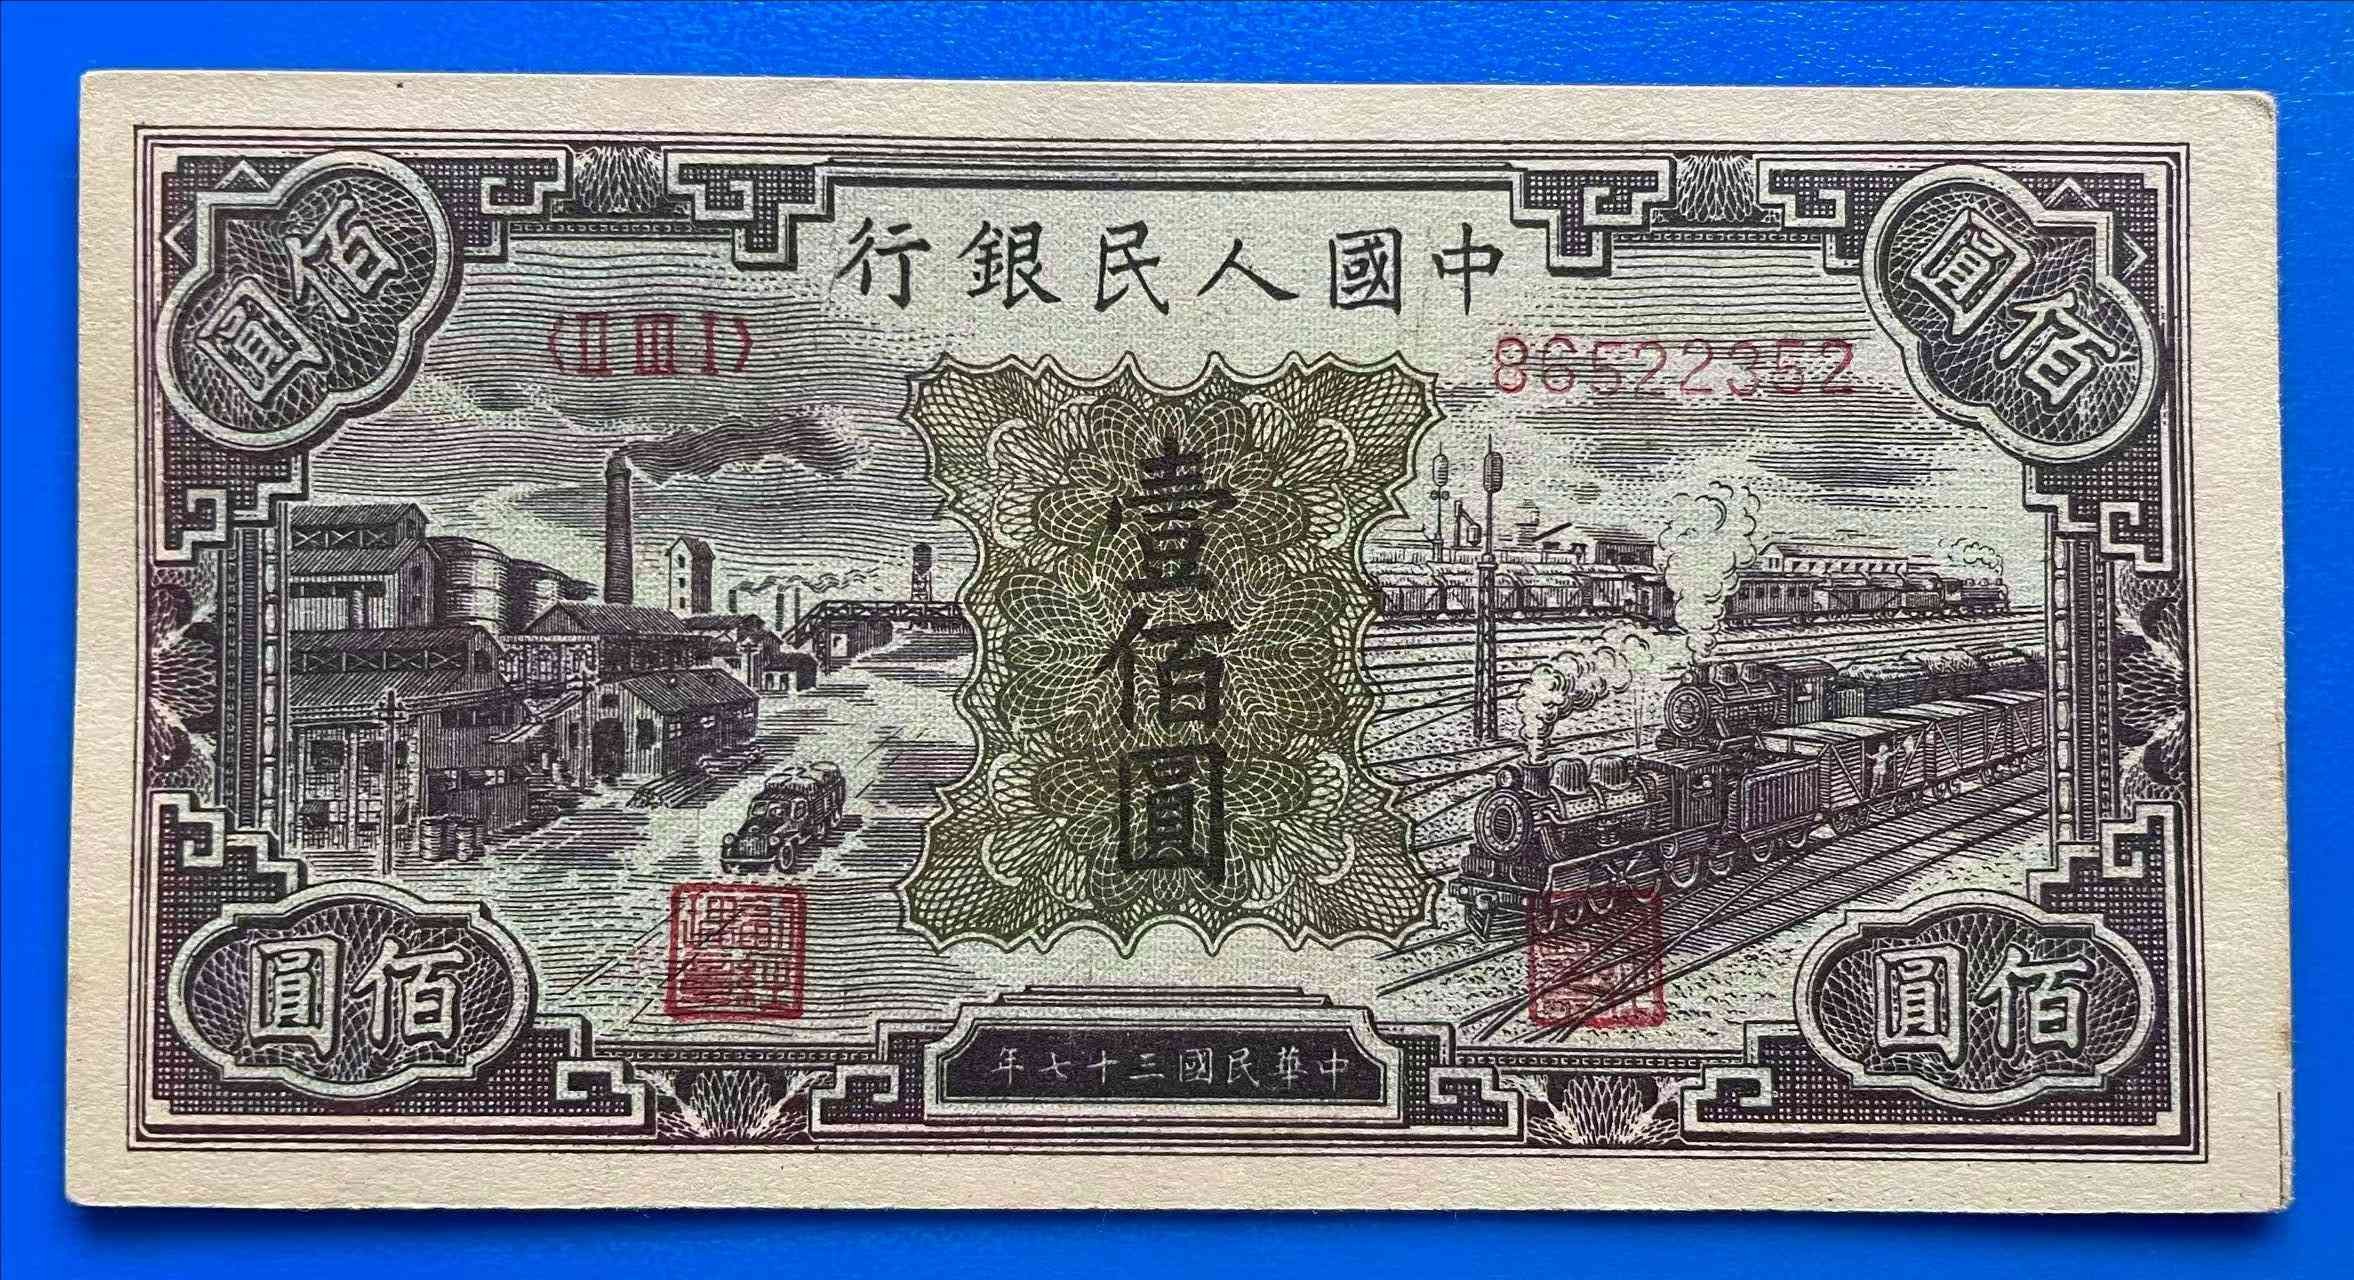 中國人民銀行
佰圓
佰圓
〈II III I〉
86522352
壹佰圓
佰圓
佰圓
中華民國三十七年